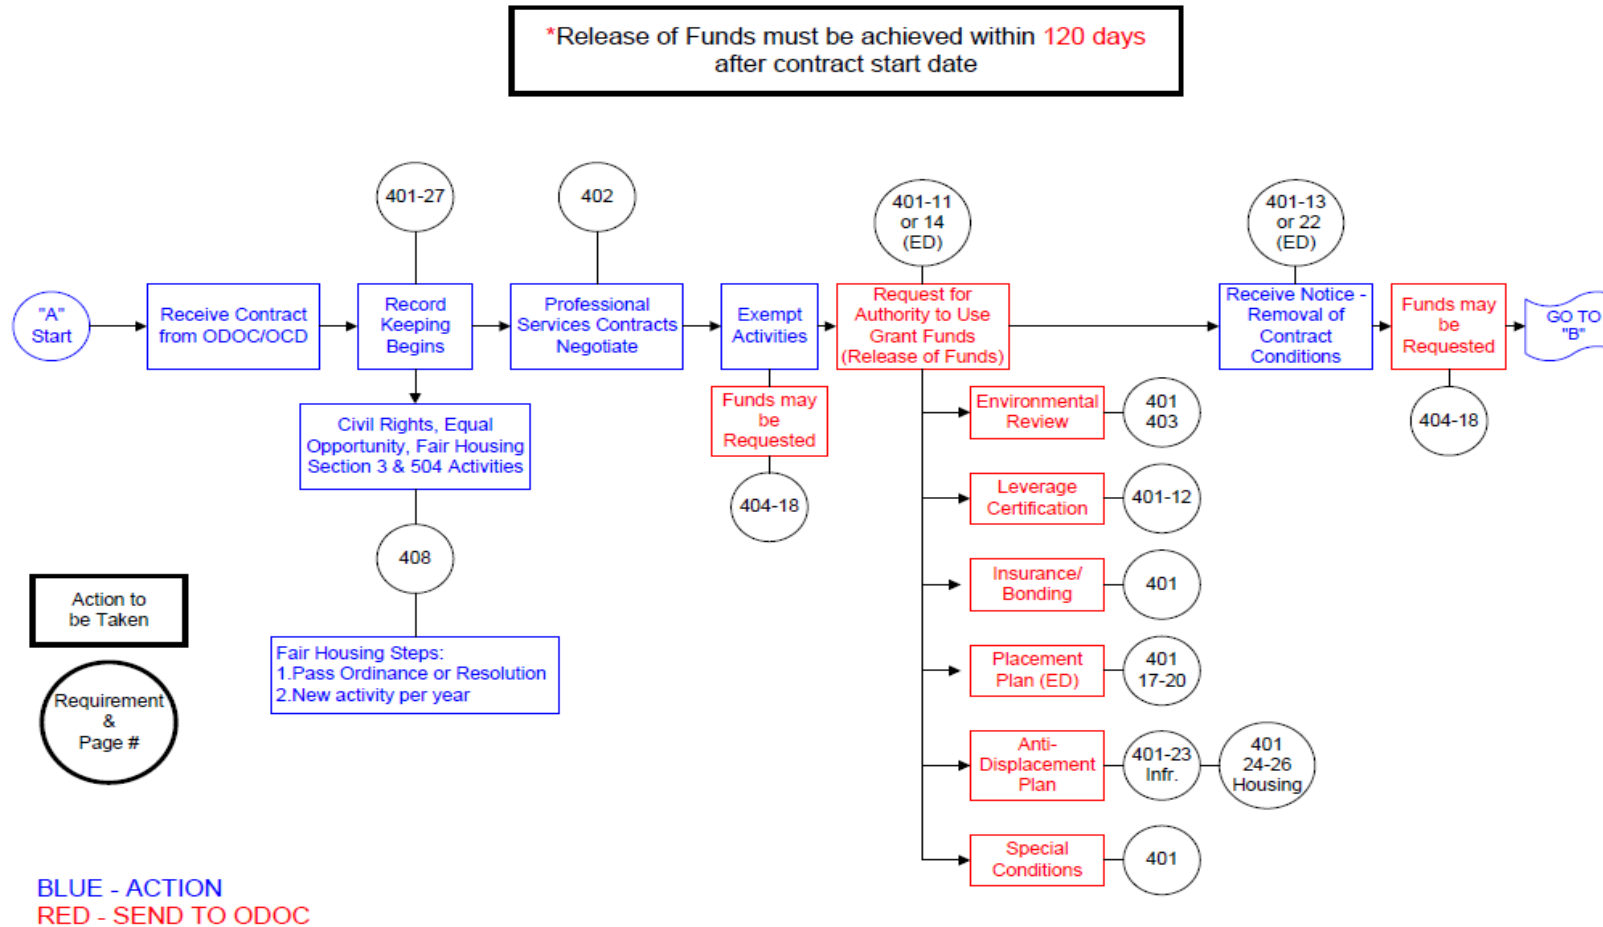 *Release of Funds must be achieved within 120 days
after contract start date
401-27
402
401-11
or 14
(ED)
401-13
or 22
(ED)
"A"
Start
Receive Contract
from ODOC/OCD
Record
Keeping
Begins
Professional
Services Contracts
Negotiate
Exempt
Activities
Request for
Authority to Use
Grant Funds
(Release of Funds)
Receive Notice -
Removal of
Contract
Conditions
Funds may
be
Requested
GO TO
"B"
Civil Rights, Equal
Opportunity, Fair Housing
Section 3 & 504 Activities
Funds may
be
Requested
Environmental
Review
401
403
404-18
404-18
Leverage
Certification
401-12
408
Insurance/
Bonding
401
Action to
be Taken
Fair Housing Steps:
1.Pass Ordinance or Resolution
2.New activity per year
Placement
Plan (ED)
401
17-20
Requirement
&
Page #
Anti-
Displacement
Plan
401-23
Infr.
401
24-26
Housing
Special
Conditions
401
BLUE - ACTION
RED - SEND TO ODOC